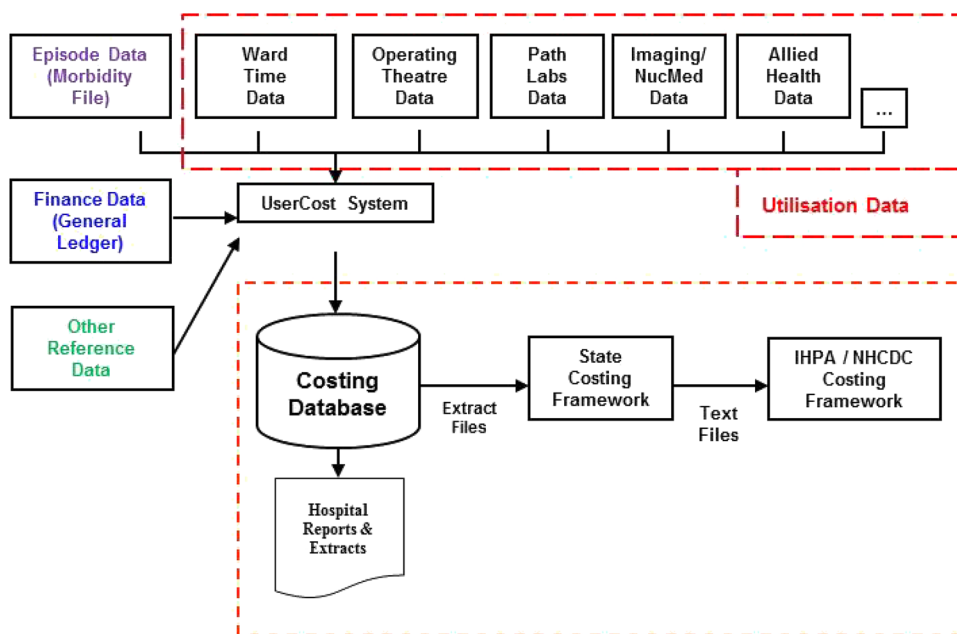 Episode Data
(Morbidity
File)
Ward
Time
Data
Operating
Theatre
Data
Path
Labs
Data
Imaging/
NucMed
Data
Allied
Health
Data
...
Finance Data
(General
Ledger)
UserCost System
Utilisation Data
Other
Reference
Data
Costing
Database
Extract
Files
State
Costing
Framework
Text
Files
IHPA / NHCDC
Costing
Framework
Hospital
Reports &
Extracts